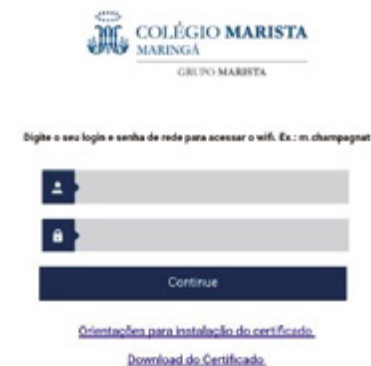 COLÉGIO MARISTA
MARINGÁ
GRUPO MARISTA
Digite o seu login e senha de rede para acessar o wifi. Ex.: m.champagnat
Continue
Orientações para instalação do certificado
Download do Certificado